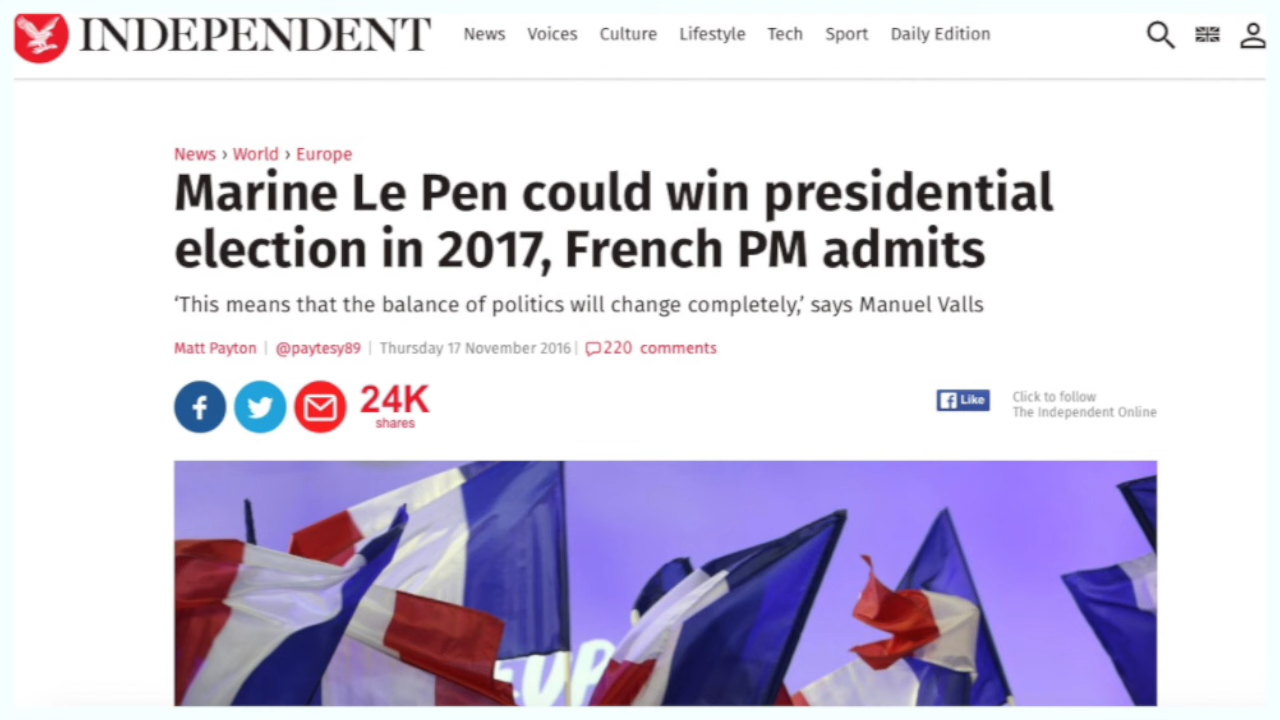 INDEPENDENT News Voices Culture Lifestyle Tech Sport Daily Edition
News › World › Europe
Marine Le Pen could win presidential
election in 2017, French PM admits
‘This means that the balance of politics will change completely,’ says Manuel Valls
Matt Payton | @paytesy89 | Thursday 17 November 2016 | 220 comments
24K
shares
Like
Click to follow
The Independent Online